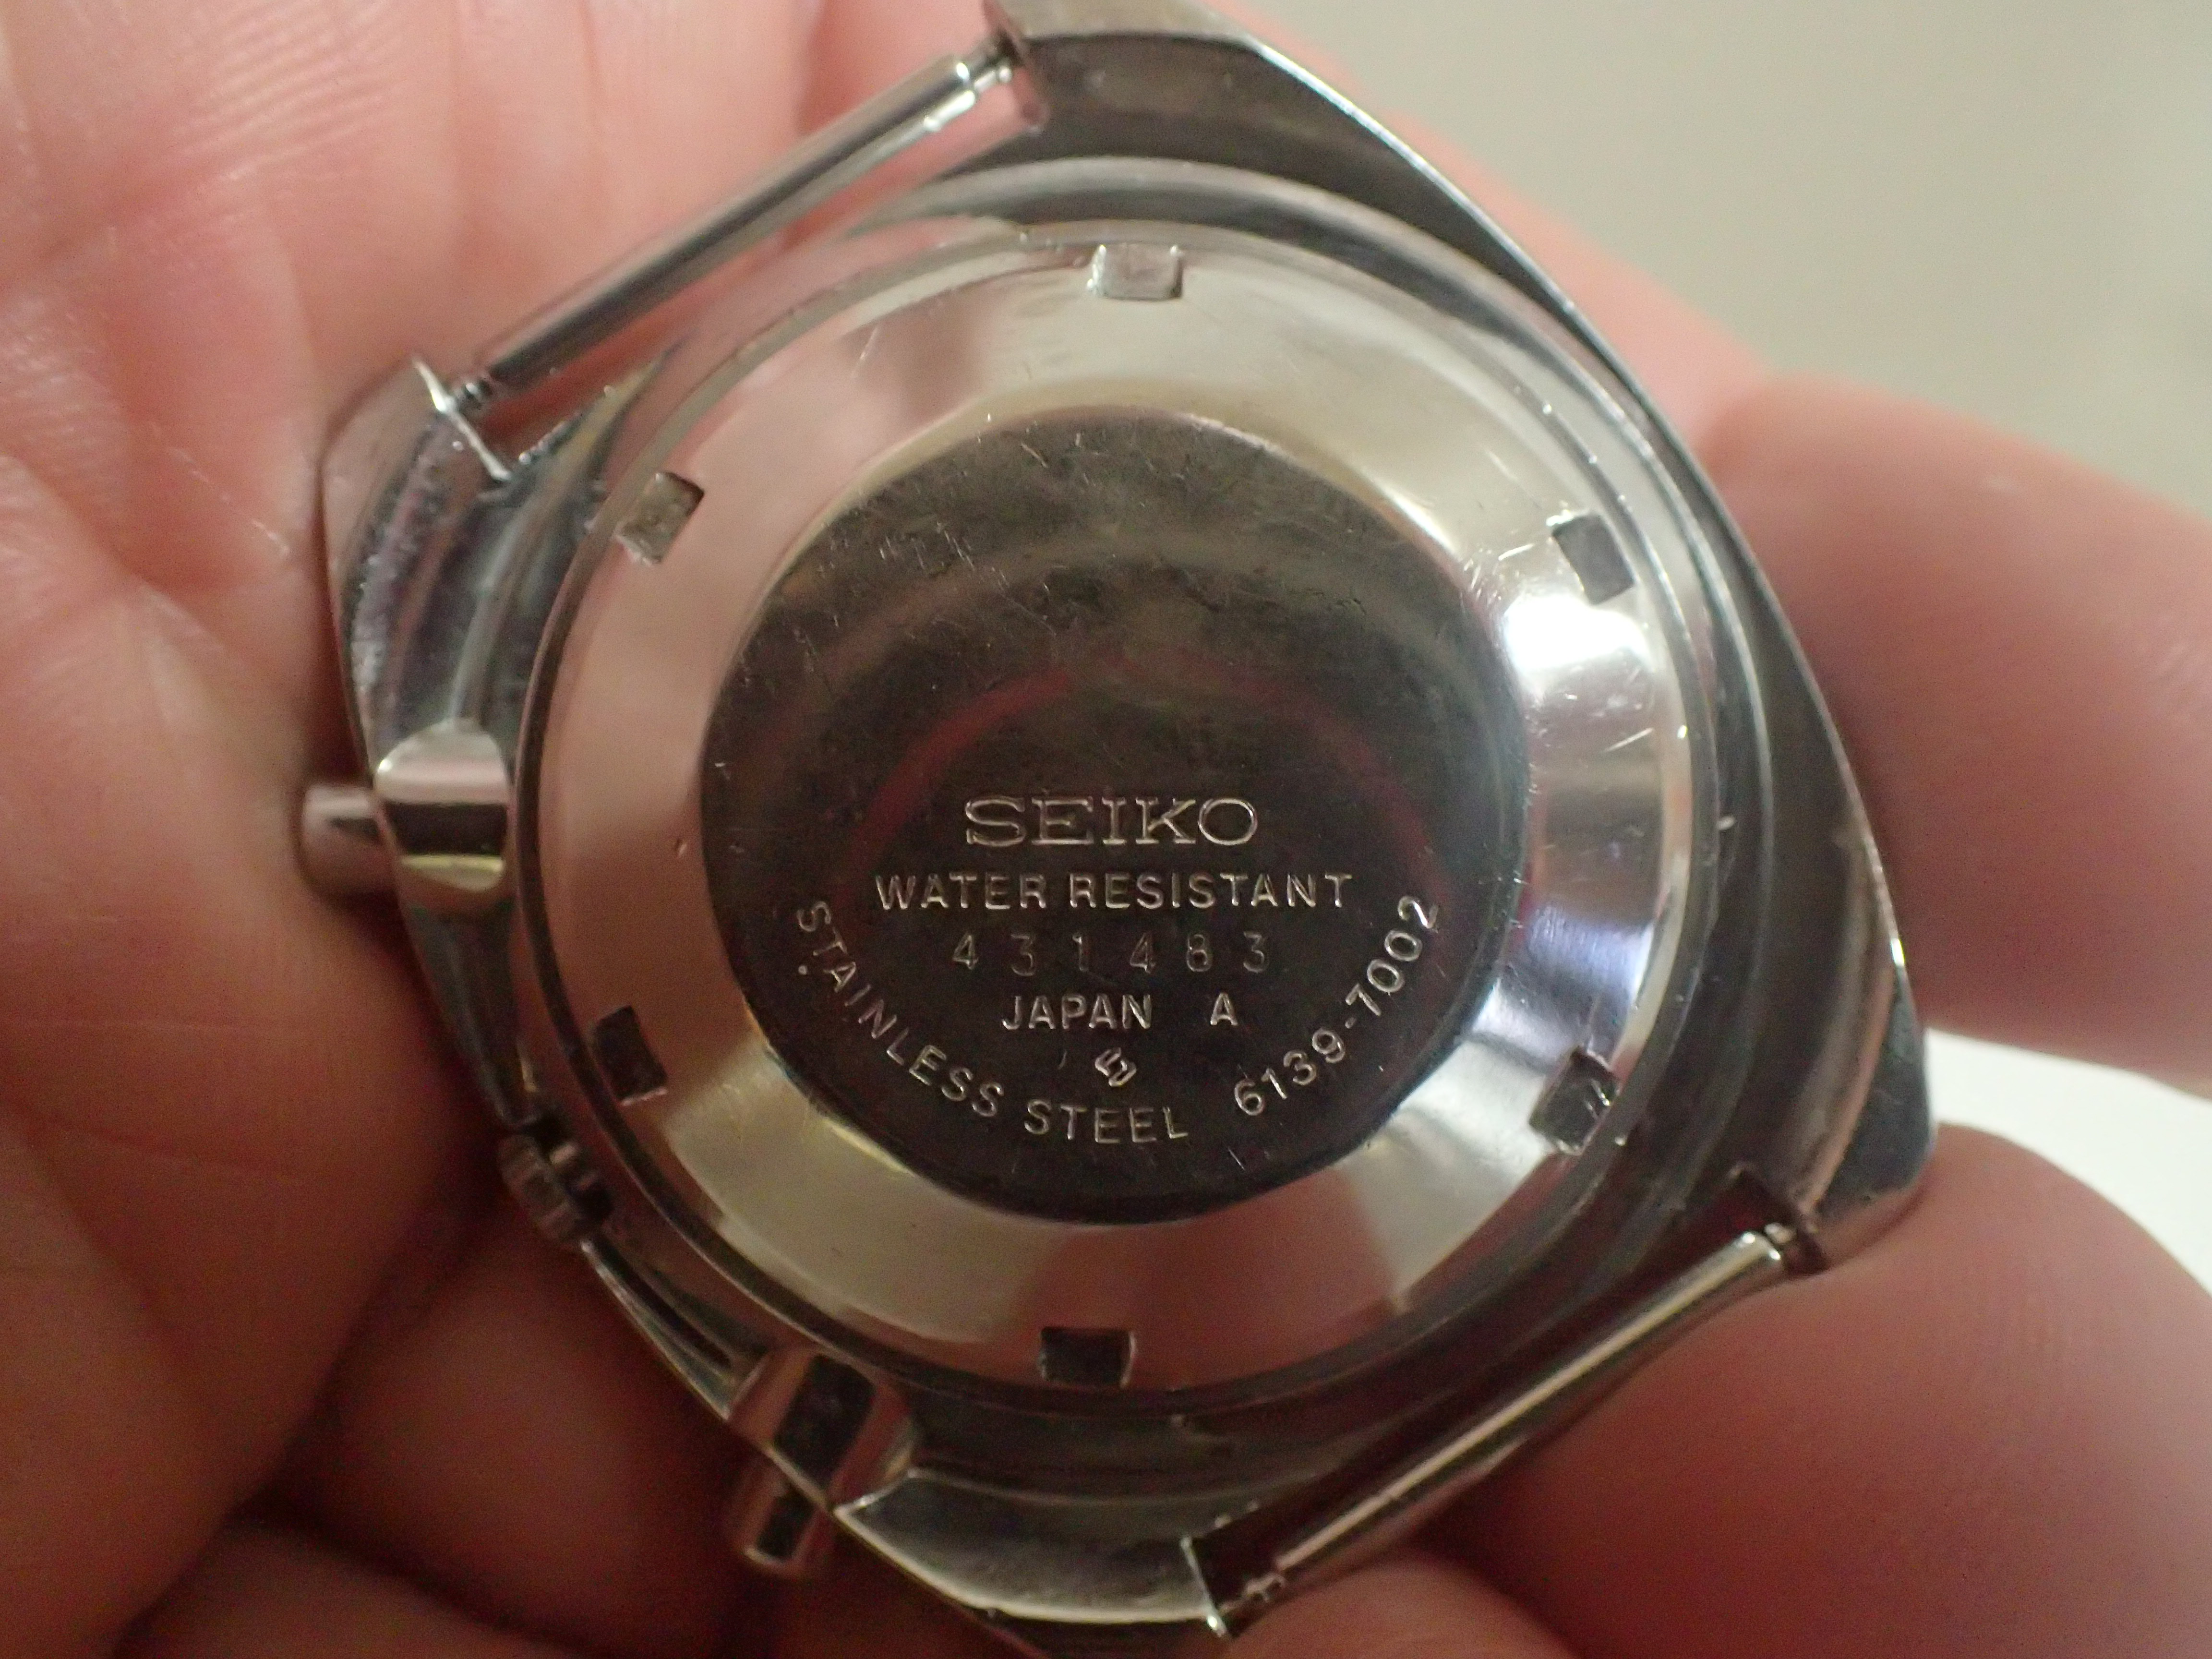 SEIKO
WATER RESISTANT
431483
JAPAN A
STAINLESS STEEL 6139-7002